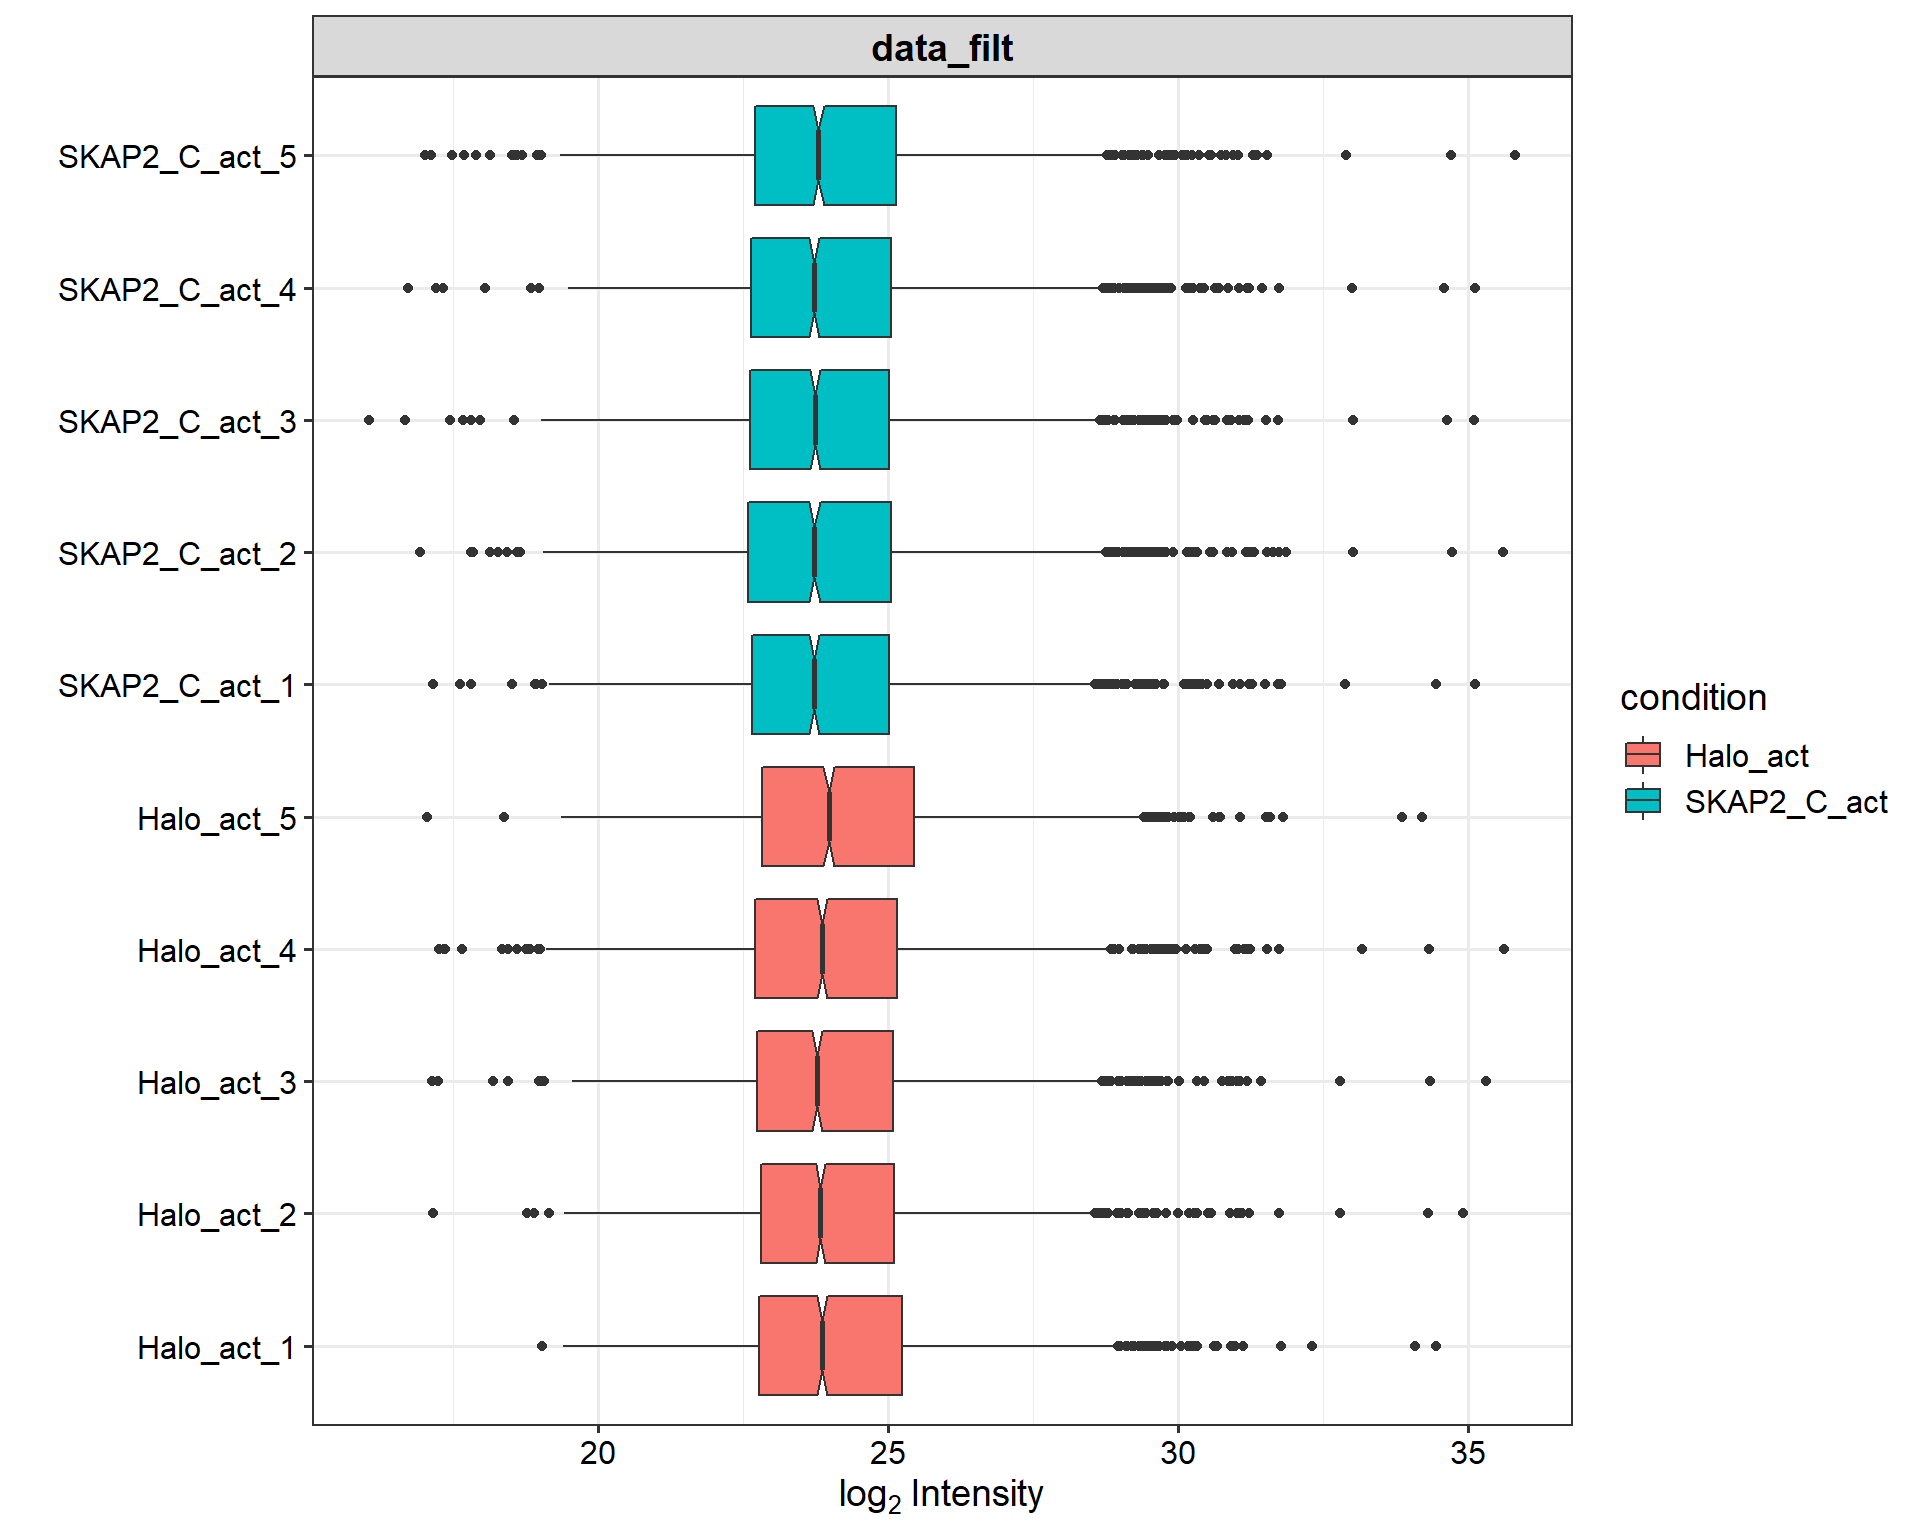 data_filt
SKAP2_C_act_5
SKAP2_C_act_4
SKAP2_C_act_3
SKAP2_C_act_2
SKAP2_C_act_1
Halo_act_5
Halo_act_4
Halo_act_3
Halo_act_2
Halo_act_1
20 25 30 35
log₂ Intensity
condition
Halo_act
SKAP2_C_act